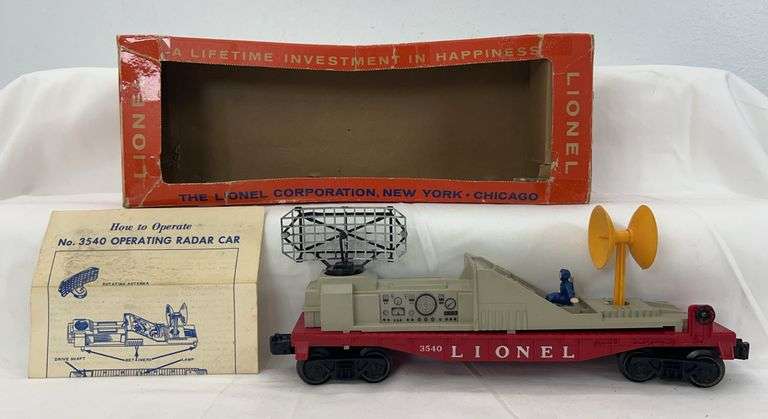 A LIFETIME INVESTMENT IN HAPPINESS
LIONEL
LIONEL
THE LIONEL CORPORATION, NEW YORK • CHICAGO
How to Operate
No. 3540 OPERATING RADAR CAR
ROTATING ANTENNA
DRIVE SHAFT
LAMP
3540 LIONEL